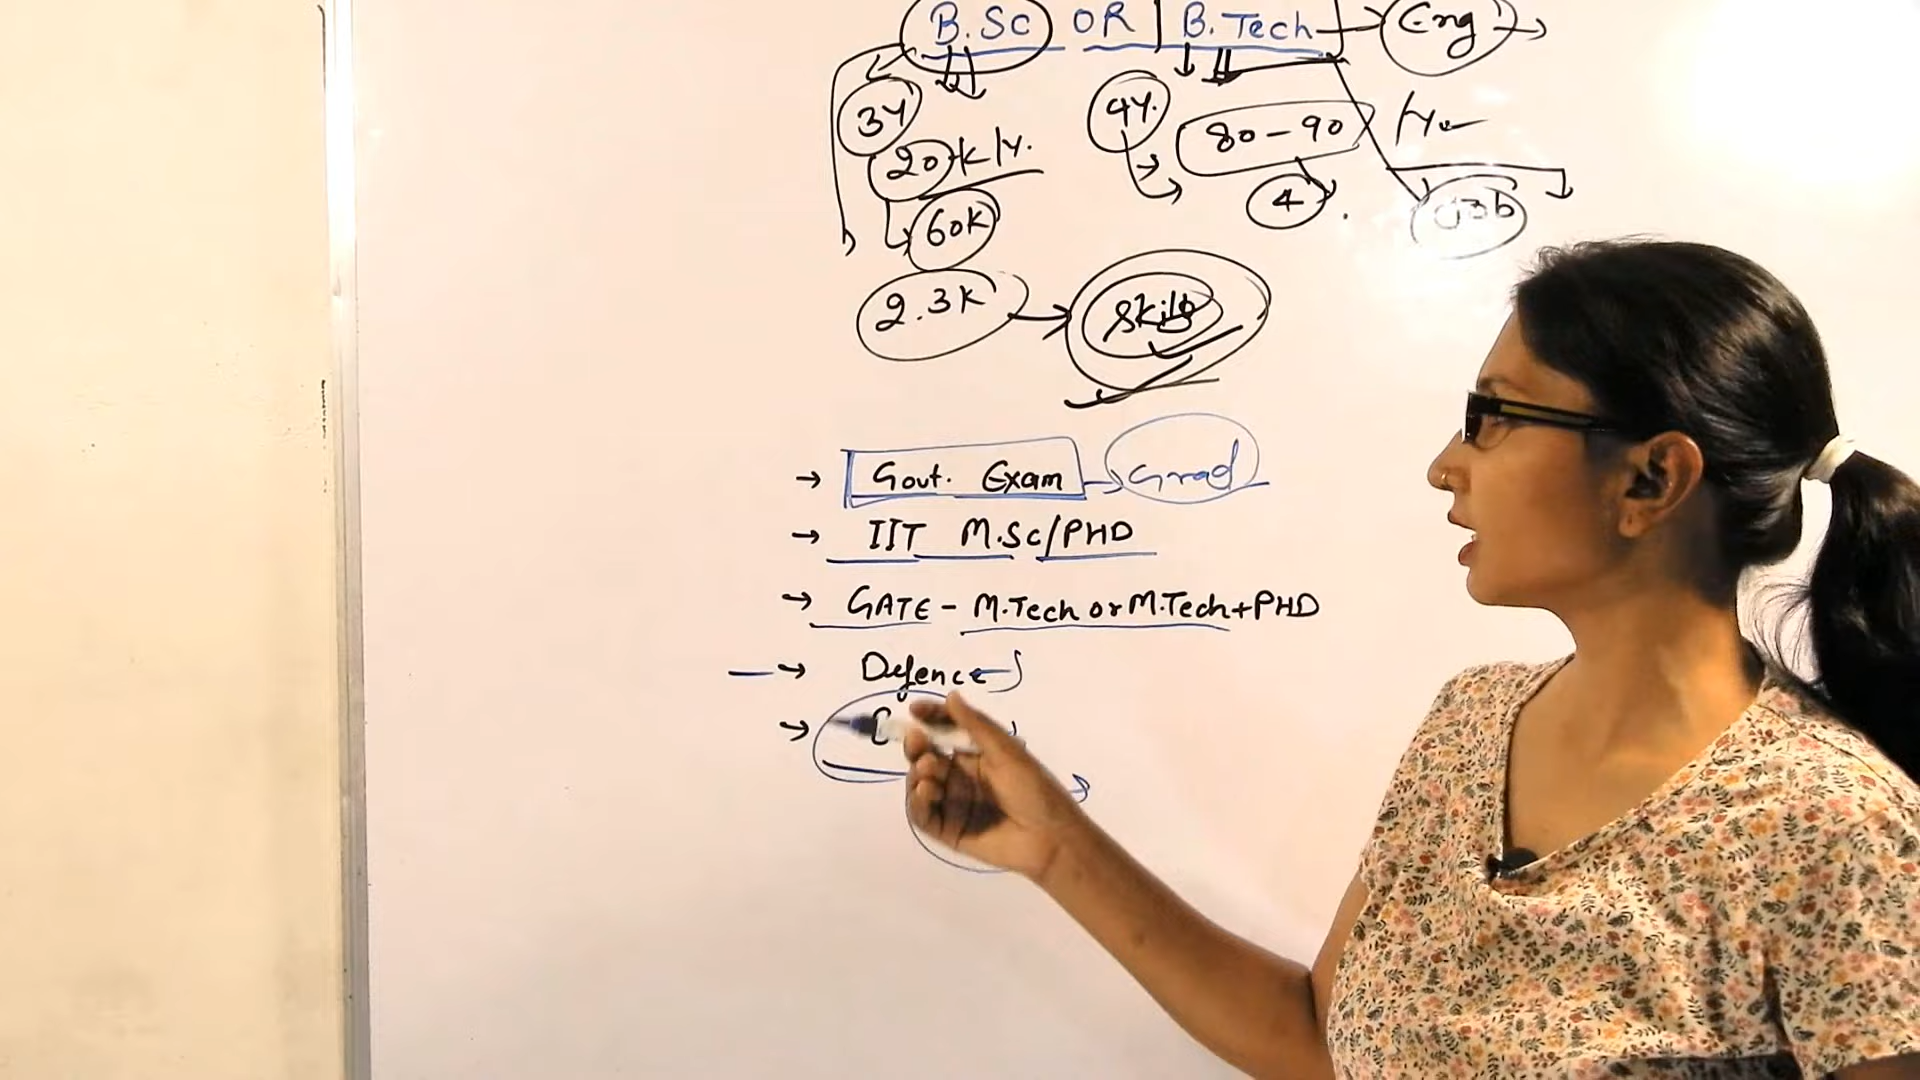 B.Sc OR B.Tech Eng
3Y 4Y. 80-90
20k/Y. 4 Job
60K
2.3K skills
Govt. Exam Grad
IIT M.Sc/PHD
GATE - M.Tech or M.Tech+PHD
Defence